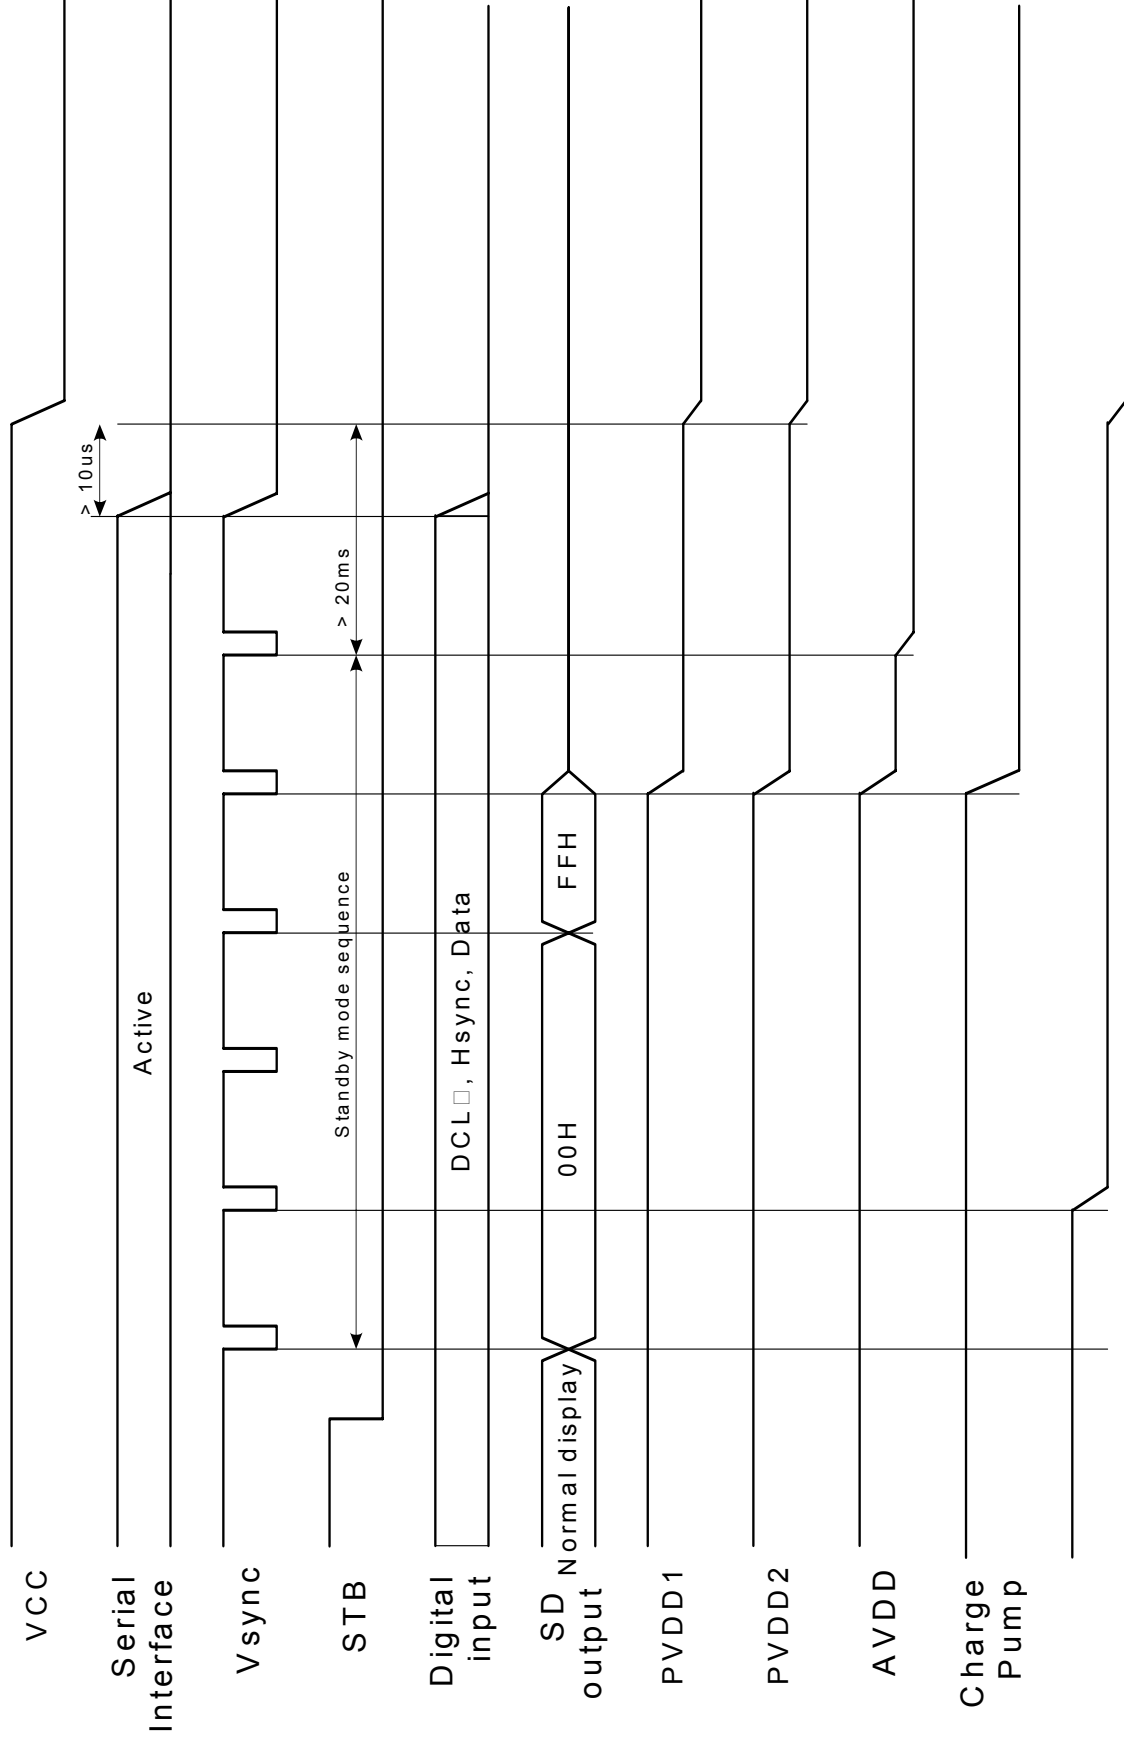 VCC
> 10us
Serial
Interface
Active
Vsync
STB
Standby mode sequence
> 20ms
Digital
input
DCL□, Hsync, Data
SD
output
Normal display
00H
FFH
PVDD1
PVDD2
AVDD
Charge
Pump